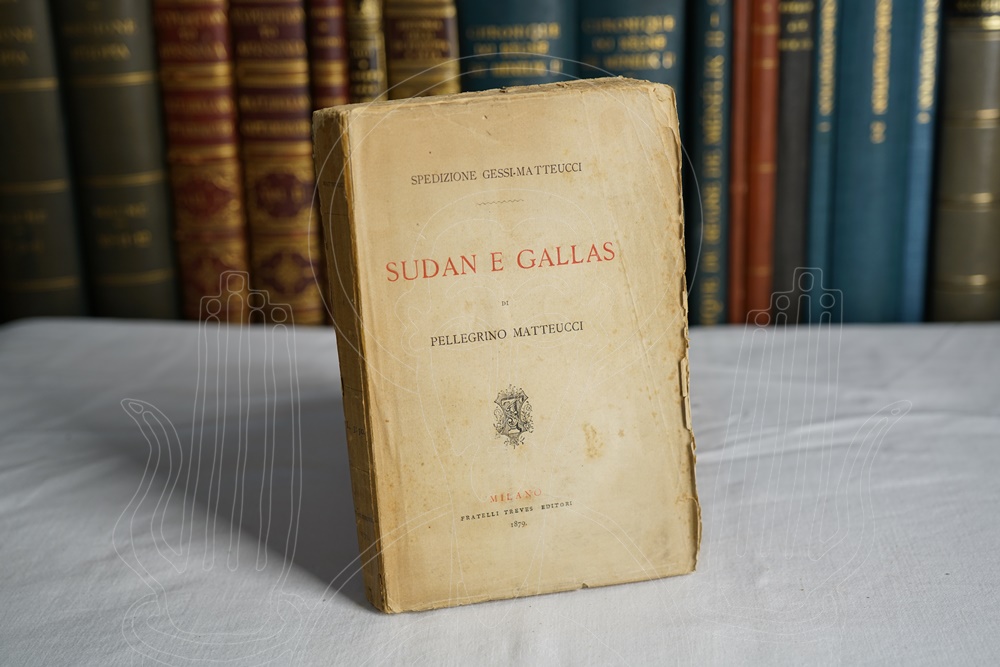 SPEDIZIONE GESSI-MATTEUCCI
SUDAN E GALLAS
DI
PELLEGRINO MATTEUCCI
MILANO
FRATELLI TREVES EDITORI
1879.